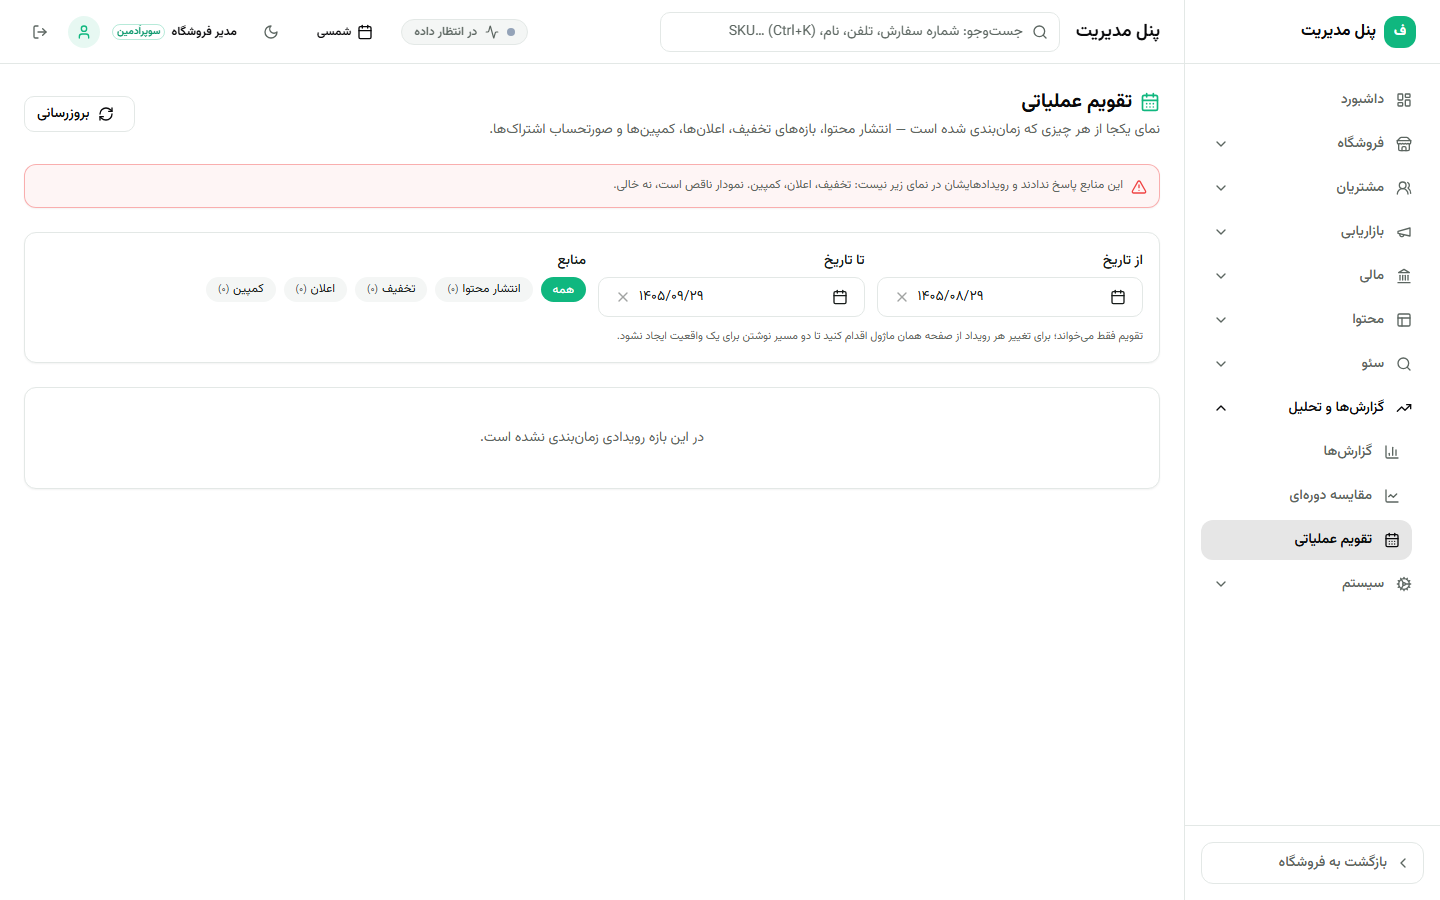 ف
پنل مدیریت
داشبورد
فروشگاه
مشتریان
بازاریابی
مالی
محتوا
سئو
گزارش‌ها و تحلیل
گزارش‌ها
مقایسه دوره‌ای
تقویم عملیاتی
سیستم
بازگشت به فروشگاه
پنل مدیریت
جست‌وجو: شماره سفارش، تلفن، نام، SKU… (Ctrl+K)
در انتظار داده
شمسی
مدیر فروشگاه
سوپرادمین
تقویم عملیاتی
نمای یکجا از هر چیزی که زمان‌بندی شده است — انتشار محتوا، بازه‌های تخفیف، اعلان‌ها، کمپین‌ها و صورتحساب اشتراک‌ها.
بروزرسانی
این منابع پاسخ ندادند و رویدادهایشان در نمای زیر نیست: تخفیف، اعلان، کمپین. نمودار ناقص است، نه خالی.
از تاریخ
۱۴۰۵/۰۸/۲۹
تا تاریخ
۱۴۰۵/۰۹/۲۹
منابع
همه
انتشار محتوا (۰)
تخفیف (۰)
اعلان (۰)
کمپین (۰)
تقویم فقط می‌خواند؛ برای تغییر هر رویداد از صفحه همان ماژول اقدام کنید تا دو مسیر نوشتن برای یک واقعیت ایجاد نشود.
در این بازه رویدادی زمان‌بندی نشده است.